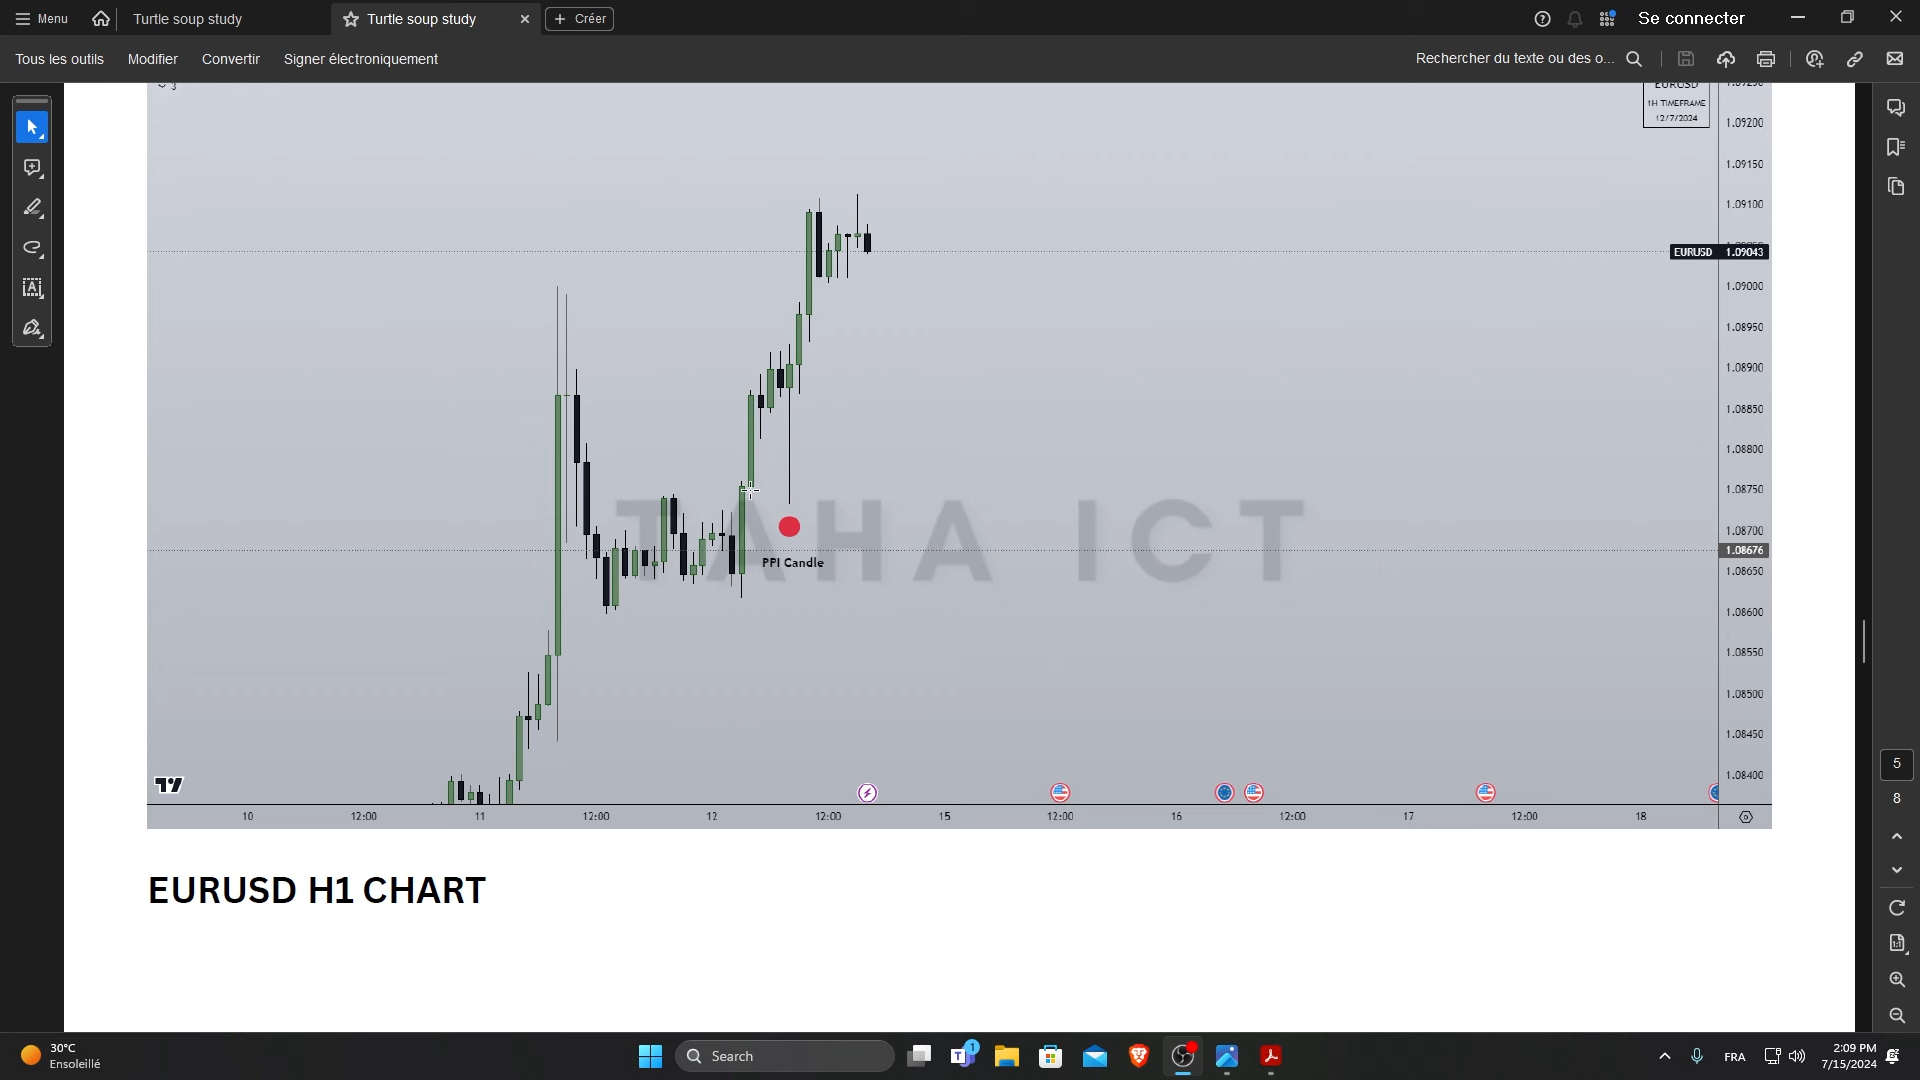 Menu
Turtle soup study
Turtle soup study
Créer
Se connecter
Tous les outils
Modifier
Convertir
Signer électroniquement
Rechercher du texte ou des o...
3
EURUSD
1H TIMEFRAME
12/7/2024
1.09200
1.09150
1.09100
EURUSD 1.09043
1.09000
1.08950
1.08900
1.08850
1.08800
1.08750
1.08700
1.08676
1.08650
1.08600
1.08550
1.08500
1.08450
1.08400
TAHA ICT
PPI Candle
10
12:00
11
12:00
12
12:00
15
12:00
16
12:00
17
12:00
18
EURUSD H1 CHART
5
8
30°C
Ensoleillé
Search
1
FRA
2:09 PM
7/15/2024